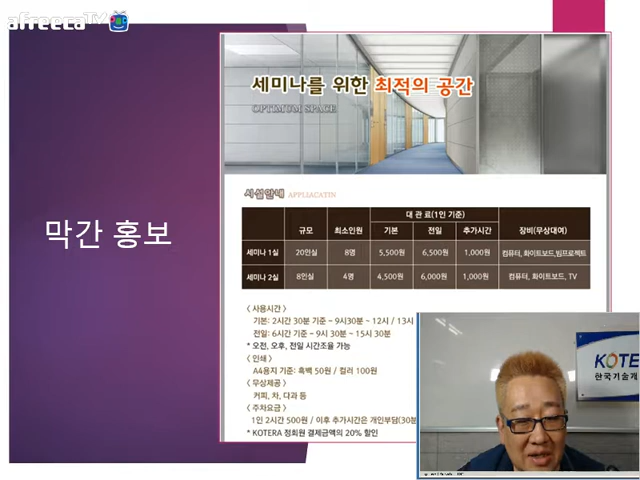 afreecaTV
막간 홍보
세미나를 위한 최적의 공간
OPTIMUM SPACE
시설안내 APPLIACATIN
규모 최소인원 대 관 료(1인 기준) 장비(무상대여)
기본 전일 추가시간
세미나 1실 20인실 8명 5,500원 6,500원 1,000원 컴퓨터, 화이트보드,빔프로젝트
세미나 2실 8인실 4명 4,500원 6,000원 1,000원 컴퓨터, 화이트보드, TV
< 사용시간 >
기본: 2시간 30분 기준 ~ 9시30분 ~ 12시 / 13시
전일: 6시간 기준 ~ 9시 30분 ~ 15시 30분
* 오전, 오후, 전일 시간조율 가능
< 인쇄 >
A4용지 기준: 흑백 50원 / 컬러 100원
< 무상제공 >
커피, 차, 다과 등
< 주차요금 >
1인 2시간 500원 / 이후 추가시간은 개인부담(30분
* KOTERA 정회원 결제금액의 20% 할인
KOTE
한국기술개